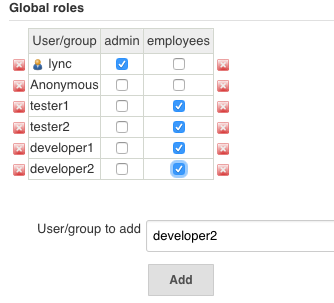 Global roles
User/group admin employees
lync
Anonymous
tester1
tester2
developer1
developer2
User/group to add developer2
Add